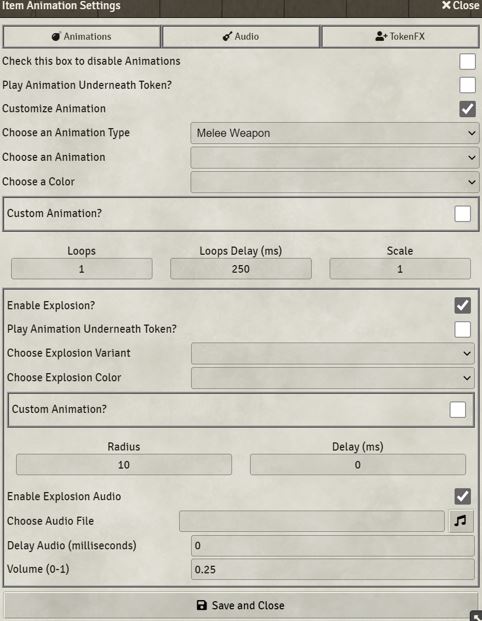 Item Animation Settings
Close
Animations
Audio
TokenFX
Check this box to disable Animations
Play Animation Underneath Token?
Customize Animation
Choose an Animation Type
Melee Weapon
Choose an Animation
Choose a Color
Custom Animation?
Loops
Loops Delay (ms)
Scale
1
250
1
Enable Explosion?
Play Animation Underneath Token?
Choose Explosion Variant
Choose Explosion Color
Custom Animation?
Radius
Delay (ms)
10
0
Enable Explosion Audio
Choose Audio File
Delay Audio (milliseconds)
0
Volume (0-1)
0.25
Save and Close